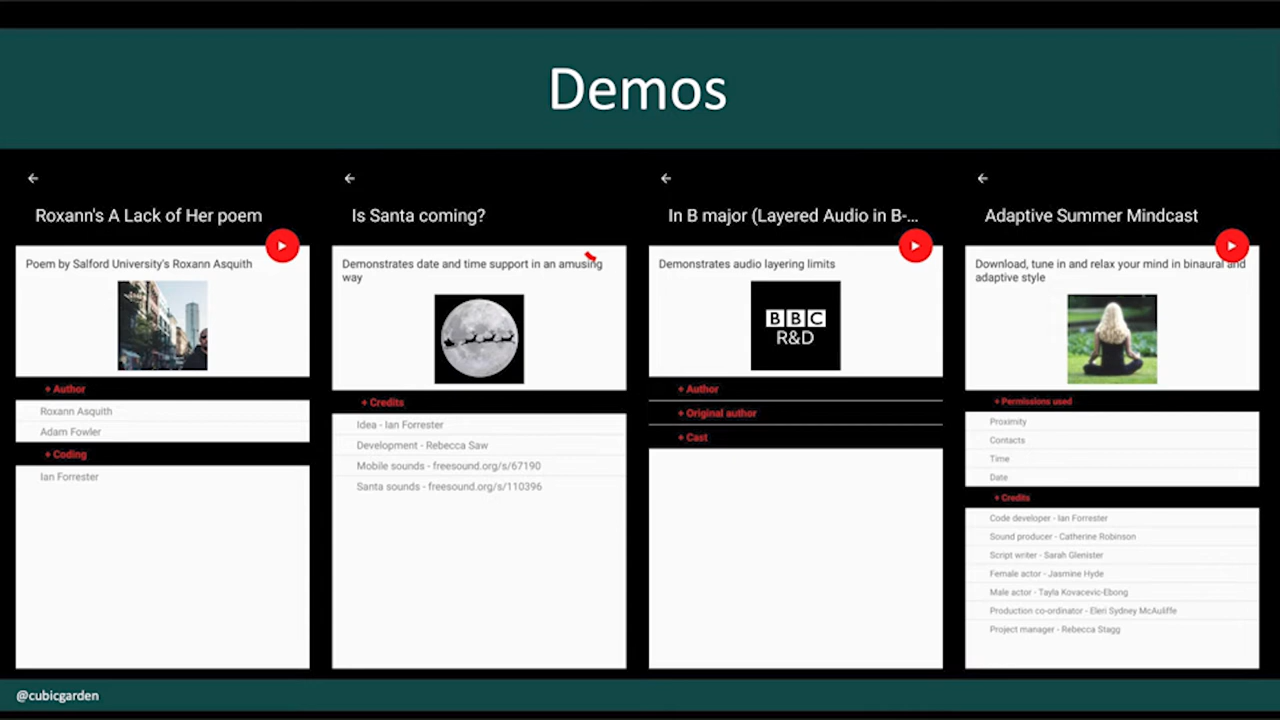 Demos
Roxann's A Lack of Her poem
Poem by Salford University's Roxann Asquith
+ Author
Roxann Asquith
Adam Fowler
+ Coding
Ian Forrester
Is Santa coming?
Demonstrates date and time support in an amusing
way
+ Credits
Idea - Ian Forrester
Development - Rebecca Saw
Mobile sounds - freesound.org/s/67190
Santa sounds - freesound.org/s/110396
In B major (Layered Audio in B-...
Demonstrates audio layering limits
BBC
R&D
+ Author
+ Original author
+ Cast
Adaptive Summer Mindcast
Download, tune in and relax your mind in binaural and
adaptive style
+ Permissions used
Proximity
Contacts
Time
Date
+ Credits
Code developer - Ian Forrester
Sound producer - Catherine Robinson
Script writer - Sarah Glenister
Female actor - Jasmine Hyde
Male actor - Tayla Kovacevic-Ebong
Production co-ordinator - Eleri Sydney McAuliffe
Project manager - Rebecca Stagg
@cubicgarden